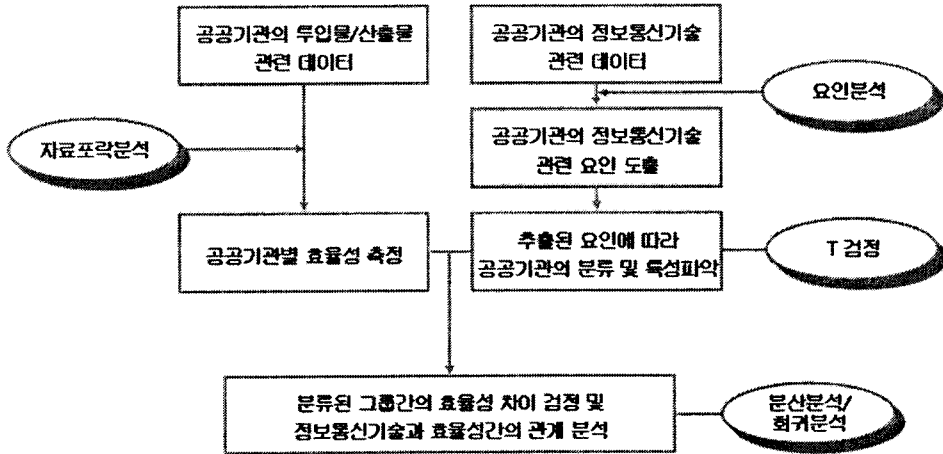 공공기관의 투입물/산출물
관련 데이터
공공기관의 정보통신기술
관련 데이터
요인분석
자료포락분석
공공기관의 정보통신기술
관련 요인 도출
공공기관별 효율성 측정
추출된 요인에 따라
공공기관의 분류 및 특성파악
T 검정
분류된 그룹간의 효율성 차이 검정 및
정보통신기술과 효율성간의 관계 분석
분산분석/
회귀분석